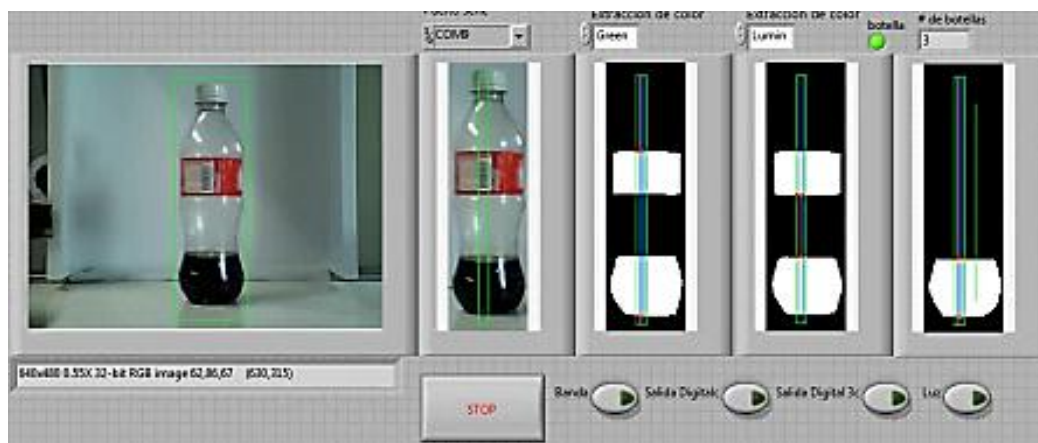 Extracción de color
Extracción de color
botella
# de botellas
COM9
Green
Lumin
3
640x480 0.55X 32-bit RGB image 62,86,67 (630,315)
STOP
Banda
Salida Digital
Salida Digital 3
Luz